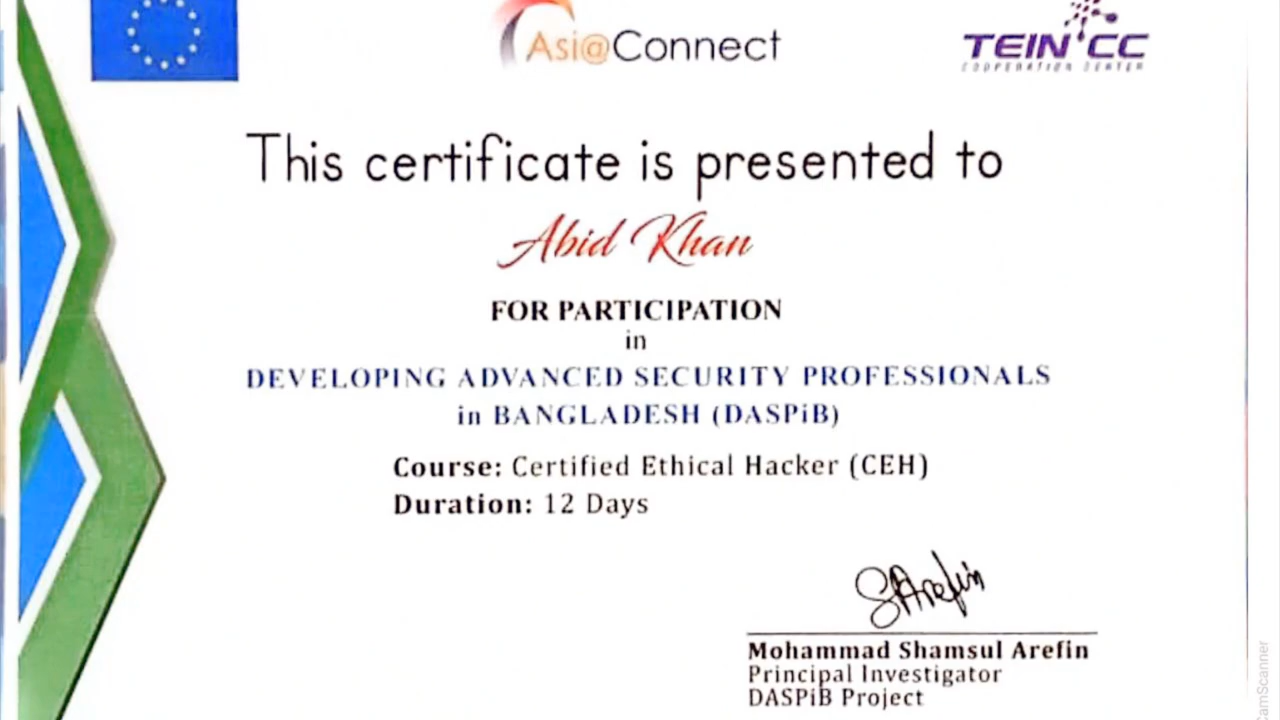 Asi@Connect
TEIN*CC
COOPERATION CENTER
This certificate is presented to
Abid Khan
FOR PARTICIPATION
in
DEVELOPING ADVANCED SECURITY PROFESSIONALS
in BANGLADESH (DASPiB)
Course: Certified Ethical Hacker (CEH)
Duration: 12 Days
SArefin
Mohammad Shamsul Arefin
Principal Investigator
DASPiB Project
CamScanner